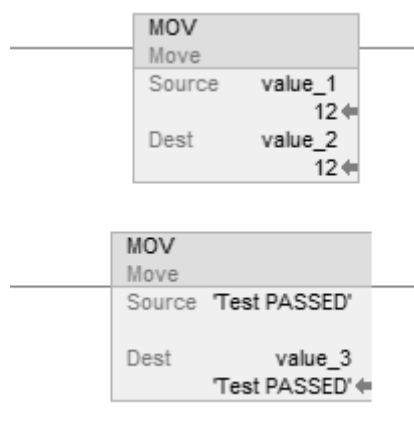 MOV
Move
Source value_1
12
Dest value_2
12
MOV
Move
Source 'Test PASSED'
Dest value_3
'Test PASSED'